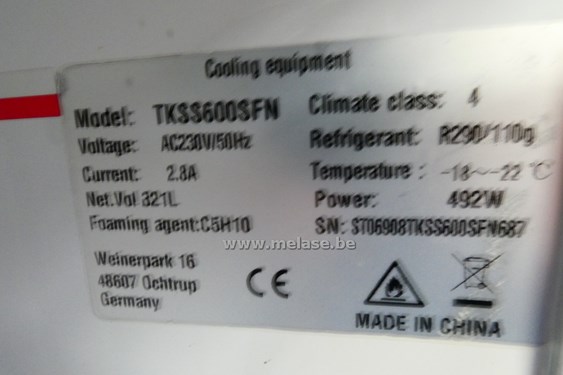 Cooling equipment
Model: TKSS600SFN Climate class: 4
Voltage: AC230V/50Hz Refrigerant: R290/110g
Current: 2.8A Temperature: -18~-22℃
Net.Vol 321L Power: 492W
Foaming agent:C5H10 SN: ST06908TKSS600SFN687
www.melase.be
Weinerpark 16
48607 Ochtrup
Germany
CE
MADE IN CHINA